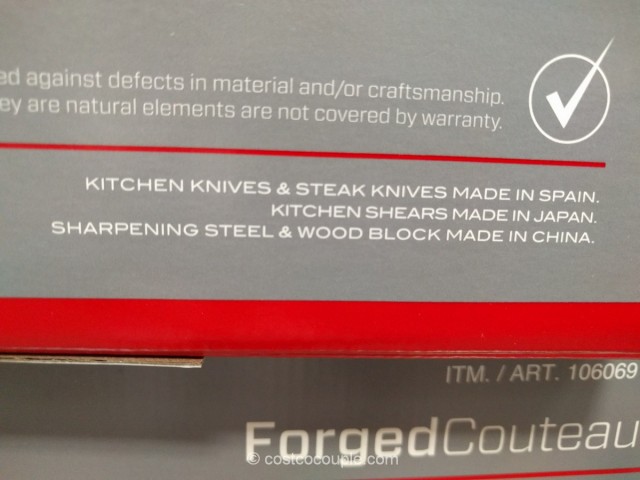 against defects in material and/or craftsmanship.
are natural elements are not covered by warranty.
KITCHEN KNIVES & STEAK KNIVES MADE IN SPAIN.
KITCHEN SHEARS MADE IN JAPAN.
SHARPENING STEEL & WOOD BLOCK MADE IN CHINA.
ITM. / ART. 106069
ForgedCouteau
© costcocouple.com